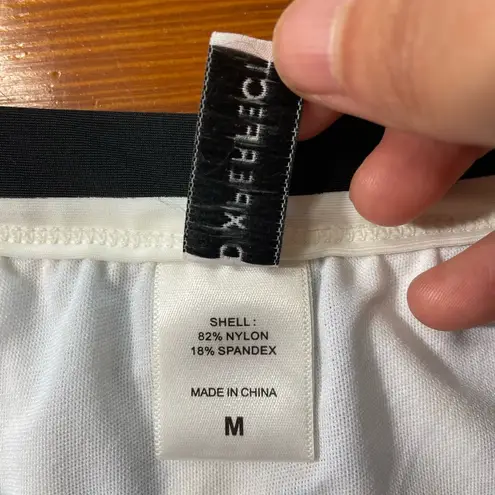 SHELL :
82% NYLON
18% SPANDEX
MADE IN CHINA
M